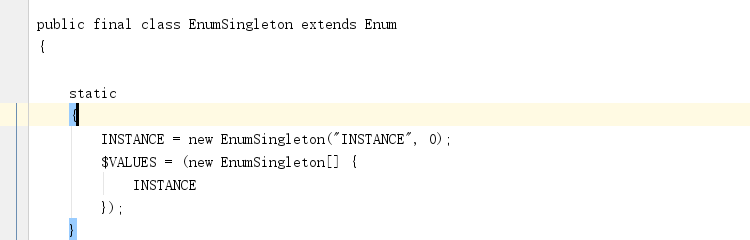 public final class EnumSingleton extends Enum
{
static
{
INSTANCE = new EnumSingleton("INSTANCE", 0);
$VALUES = (new EnumSingleton[] {
INSTANCE
});
}